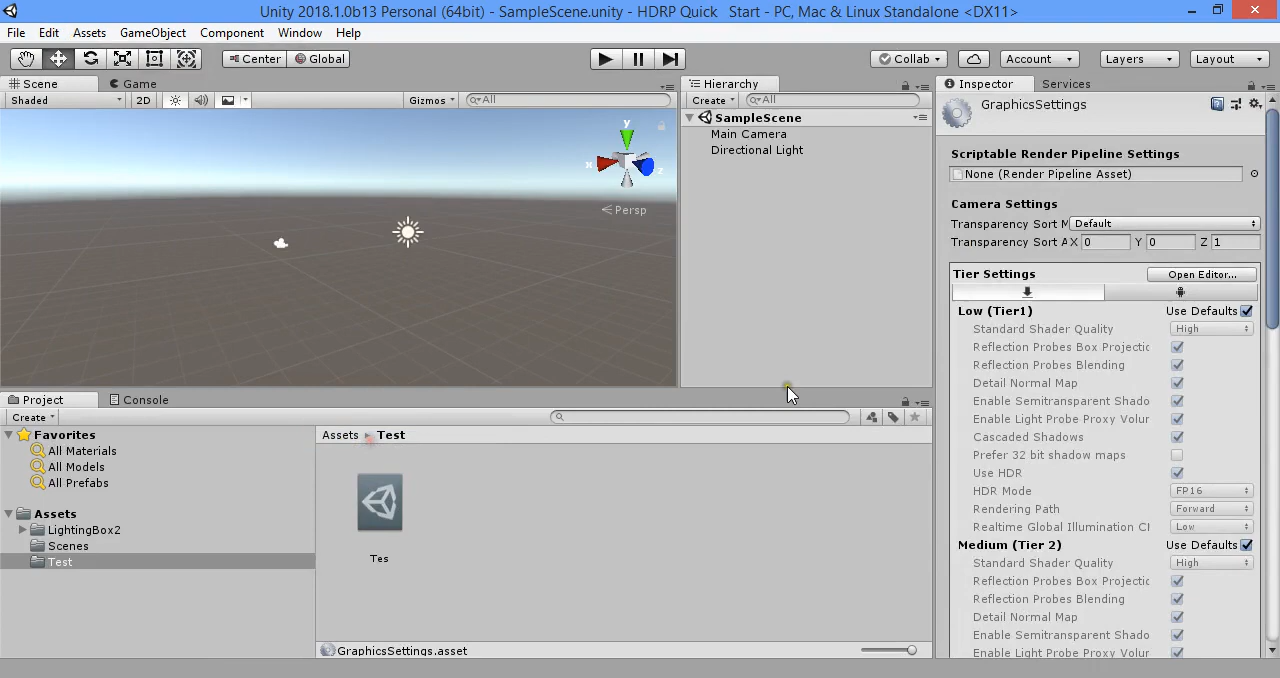 Unity 2018.1.0b13 Personal (64bit) - SampleScene.unity - HDRP Quick Start - PC, Mac & Linux Standalone <DX11>
File Edit Assets GameObject Component Window Help
Center Global Collab Account Layers Layout
Scene Game
Shaded 2D Gizmos All
y
x
z
Persp
Hierarchy
Create All
SampleScene
Main Camera
Directional Light
Inspector Services
GraphicsSettings
Scriptable Render Pipeline Settings
None (Render Pipeline Asset)
Camera Settings
Transparency Sort M Default
Transparency Sort A X 0 Y 0 Z 1
Tier Settings Open Editor...
Low (Tier1) Use Defaults
Standard Shader Quality High
Reflection Probes Box Projectio
Reflection Probes Blending
Detail Normal Map
Enable Semitransparent Shado
Enable Light Probe Proxy Volur
Cascaded Shadows
Prefer 32 bit shadow maps
Use HDR
HDR Mode FP16
Rendering Path Forward
Realtime Global Illumination CI Low
Medium (Tier 2) Use Defaults
Standard Shader Quality High
Reflection Probes Box Projectio
Reflection Probes Blending
Detail Normal Map
Enable Semitransparent Shado
Enable Light Probe Proxy Volur
Project Console
Create
Favorites
All Materials
All Models
All Prefabs
Assets
LightingBox2
Scenes
Test
Assets Test
Tes
GraphicsSettings.asset